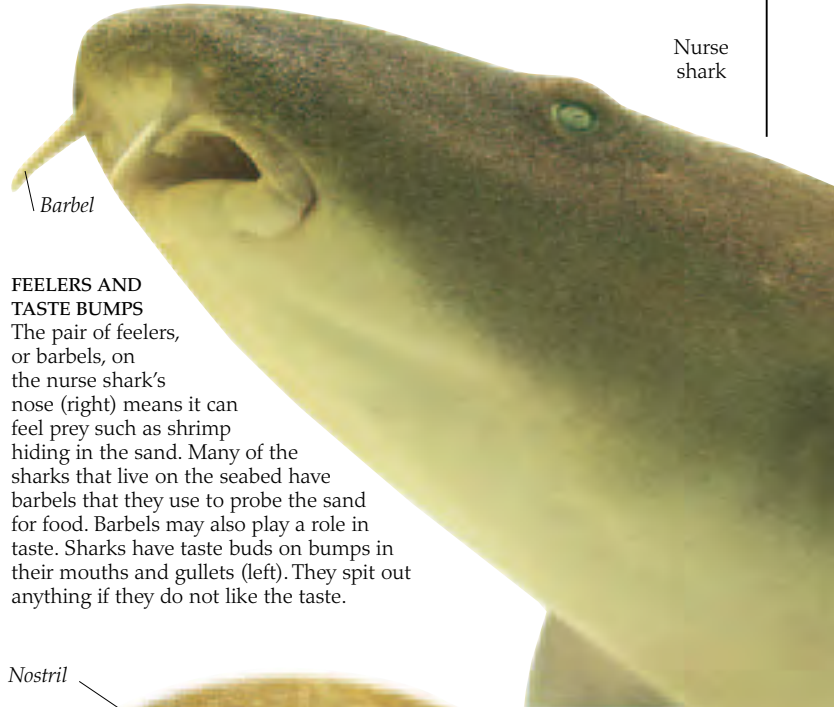 Nurse
shark
Barbel
FEELERS AND
TASTE BUMPS
The pair of feelers,
or barbels, on
the nurse shark's
nose (right) means it can
feel prey such as shrimp
hiding in the sand. Many of the
sharks that live on the seabed have
barbels that they use to probe the sand
for food. Barbels may also play a role in
taste. Sharks have taste buds on bumps in
their mouths and gullets (left). They spit out
anything if they do not like the taste.
Nostril